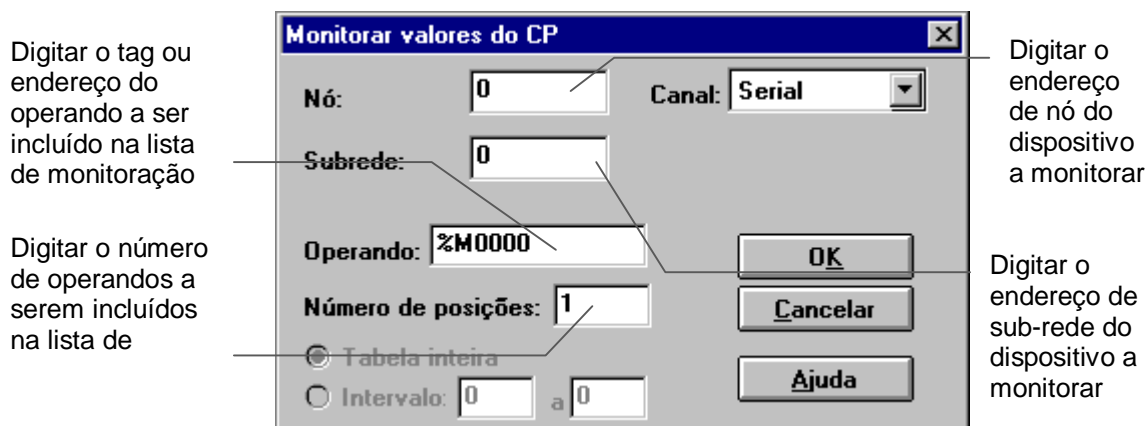 Digitar o tag ou
endereço do
operando a ser
incluído na lista
de monitoração
Digitar o número
de operandos a
serem incluídos
na lista de
Monitorar valores do CP
Nó: 0 Canal: Serial
Subrede: 0
Operando: %M0000
OK
Número de posições: 1
Cancelar
Tabela inteira
Intervalo: 0 a 0
Ajuda
Digitar o
endereço
de nó do
dispositivo
a monitorar
Digitar o
endereço de
sub-rede do
dispositivo a
monitorar